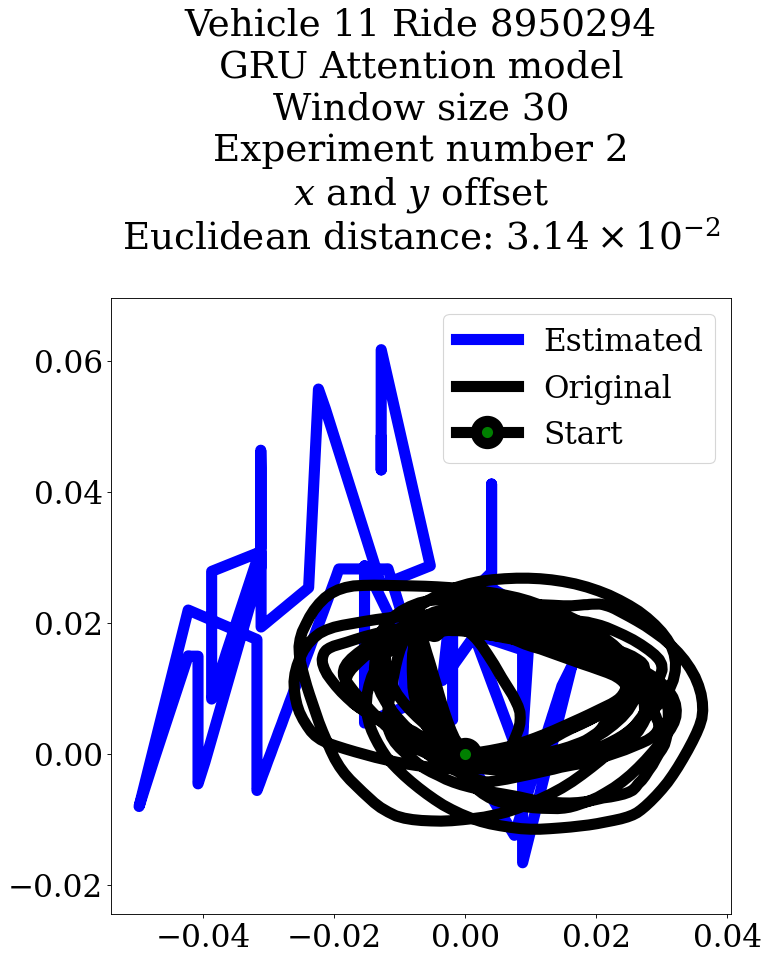 Vehicle 11 Ride 8950294
GRU Attention model
Window size 30
Experiment number 2
x and y offset
Euclidean distance: 3.14 × 10⁻²
Estimated
Original
Start
0.06
0.04
0.02
0.00
−0.02
−0.04
−0.02
0.00
0.02
0.04